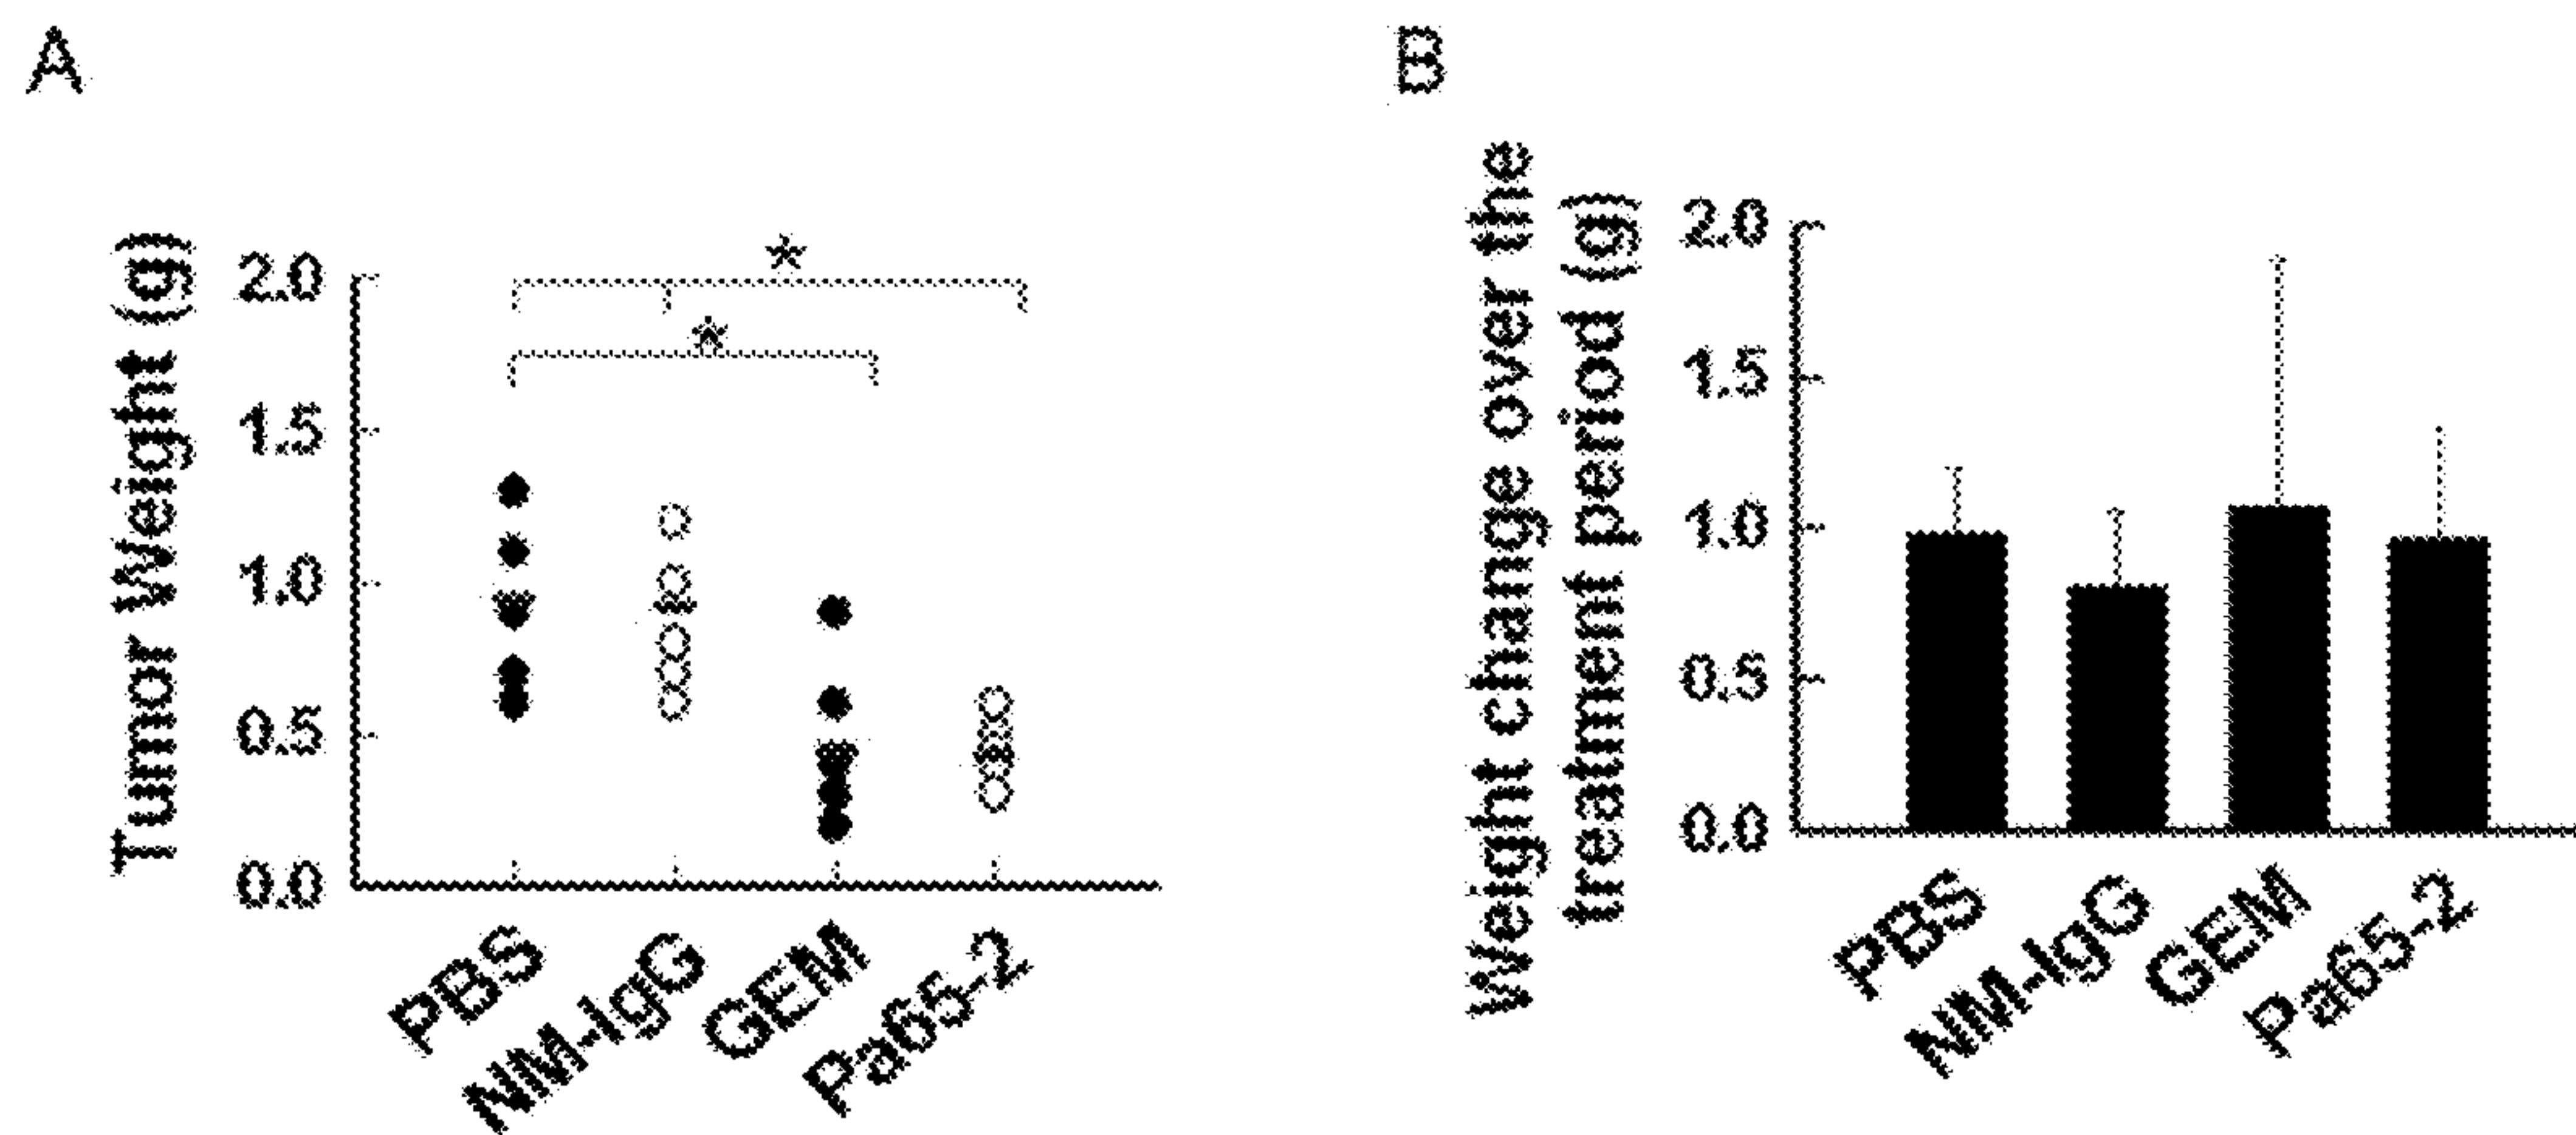 A
Tumor Weight (g)
2.0
1.5
1.0
0.5
0.0
*
*
PBS
NM-IgG
GEM
Pa65-2
B
Weight change over the
treatment period (g)
2.0
1.5
1.0
0.5
0.0
PBS
NM-IgG
GEM
Pa65-2